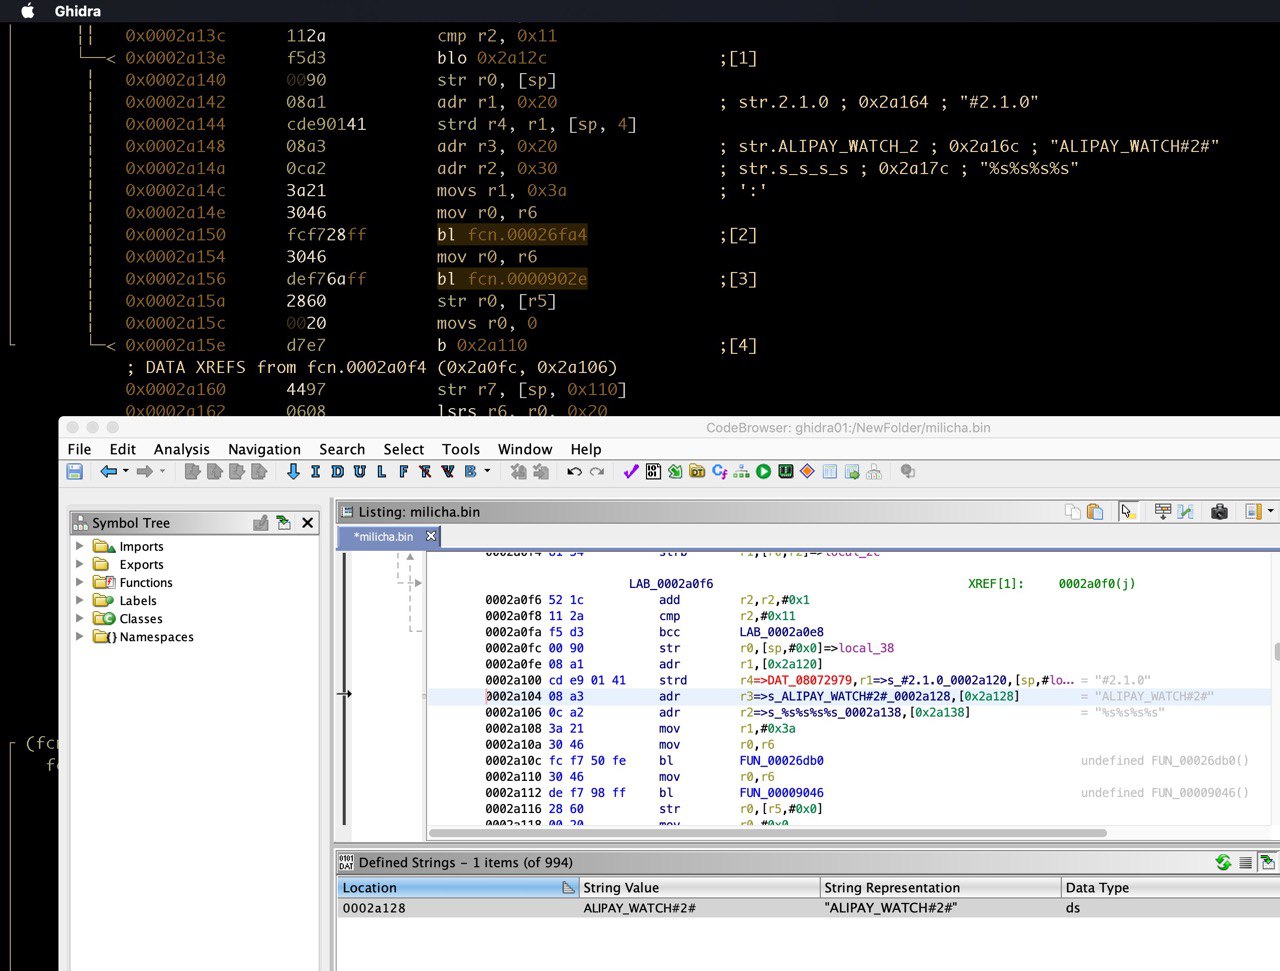 Ghidra
0x0002a13c 112a cmp r2, 0x11
0x0002a13e f5d3 blo 0x2a12c ;[1]
0x0002a140 0090 str r0, [sp]
0x0002a142 08a1 adr r1, 0x20 ; str.2.1.0 ; 0x2a164 ; "#2.1.0"
0x0002a144 cde90141 strd r4, r1, [sp, 4]
0x0002a148 08a3 adr r3, 0x20 ; str.ALIPAY_WATCH_2 ; 0x2a16c ; "ALIPAY_WATCH#2#"
0x0002a14a 0ca2 adr r2, 0x30 ; str.s_s_s_s ; 0x2a17c ; "%s%s%s%s"
0x0002a14c 3a21 movs r1, 0x3a ; ':'
0x0002a14e 3046 mov r0, r6
0x0002a150 fcf728ff bl fcn.00026fa4 ;[2]
0x0002a154 3046 mov r0, r6
0x0002a156 def76aff bl fcn.0000902e ;[3]
0x0002a15a 2860 str r0, [r5]
0x0002a15c 0020 movs r0, 0
0x0002a15e d7e7 b 0x2a110 ;[4]
; DATA XREFS from fcn.0002a0f4 (0x2a0fc, 0x2a106)
0x0002a160 4497 str r7, [sp, 0x110]
0x0002a162 0608 lsrs r6, r0, 0x20
CodeBrowser: ghidra01:/NewFolder/milicha.bin
File Edit Analysis Navigation Search Select Tools Window Help
I D U L F V B
Symbol Tree
Imports
Exports
Functions
Labels
Classes
Namespaces
(fcn
Listing: milicha.bin
*milicha.bin
LAB_0002a0f6 XREF[1]: 0002a0f0(j)
0002a0f6 52 1c add r2,r2,#0x1
0002a0f8 11 2a cmp r2,#0x11
0002a0fa f5 d3 bcc LAB_0002a0e8
0002a0fc 00 90 str r0,[sp,#0x0]=>local_38
0002a0fe 08 a1 adr r1,[0x2a120]
0002a100 cd e9 01 41 strd r4=>DAT_08072979,r1=>s_#2.1.0_0002a120,[sp,#lo... = "#2.1.0"
0002a104 08 a3 adr r3=>s_ALIPAY_WATCH#2#_0002a128,[0x2a128] = "ALIPAY_WATCH#2#"
0002a106 0c a2 adr r2=>s_%s%s%s%s_0002a138,[0x2a138] = "%s%s%s%s"
0002a108 3a 21 mov r1,#0x3a
0002a10a 30 46 mov r0,r6
0002a10c fc f7 50 fe bl FUN_00026db0 undefined FUN_00026db0()
0002a110 30 46 mov r0,r6
0002a112 de f7 98 ff bl FUN_00009046 undefined FUN_00009046()
0002a116 28 60 str r0,[r5,#0x0]
0002a118 00 20 mov r0,#0x0
Defined Strings - 1 items (of 994)
Location String Value String Representation Data Type
0002a128 ALIPAY_WATCH#2# "ALIPAY_WATCH#2#" ds